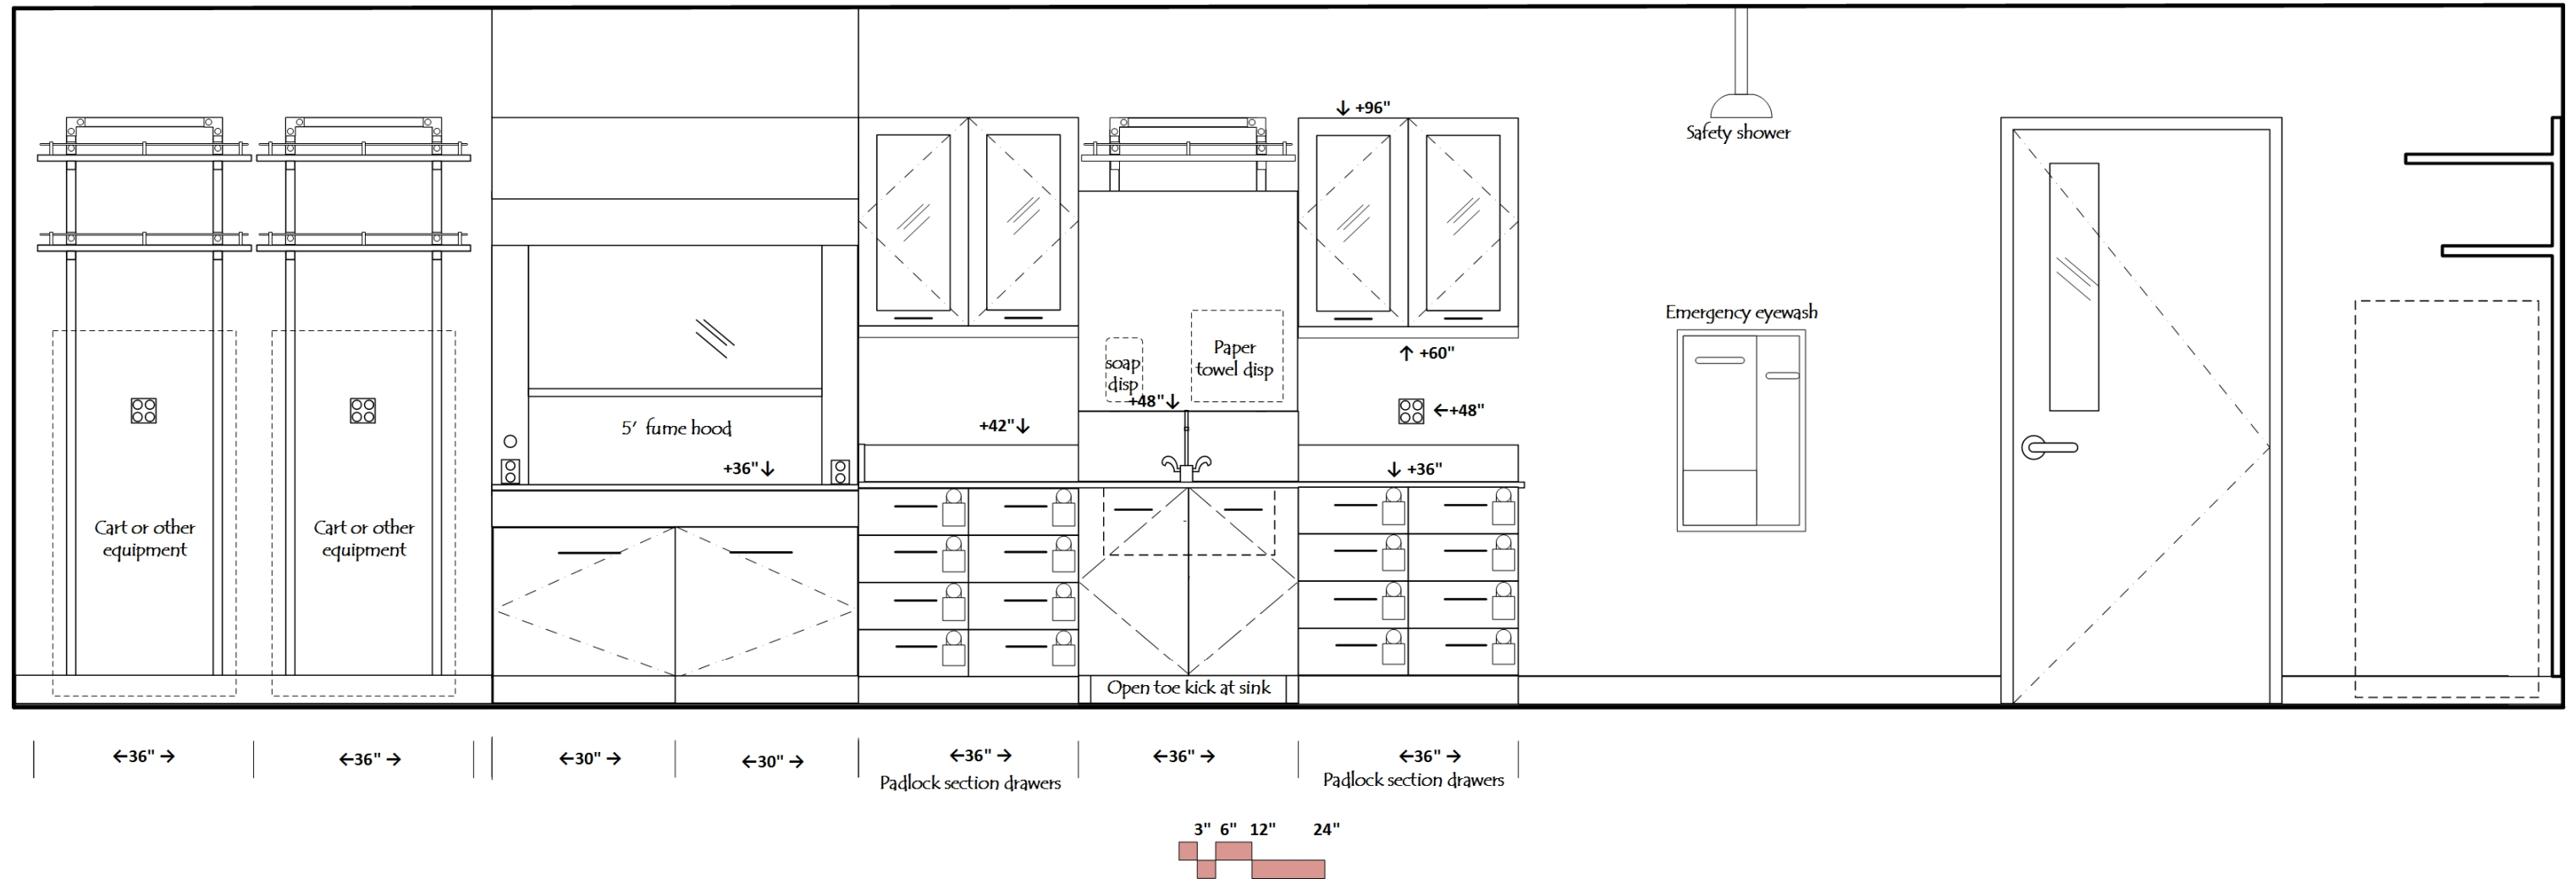 ↓ +96"
Safety shower
Emergency eyewash
soap
disp
Paper
towel disp
↑ +60"
+48"↓
←+48"
+42"↓
5' fume hood
+36"↓
↓ +36"
Cart or other
equipment
Cart or other
equipment
Open toe kick at sink
←36" →
←36" →
←30" →
←30" →
←36" →
Padlock section drawers
←36" →
←36" →
Padlock section drawers
3" 6" 12" 24"